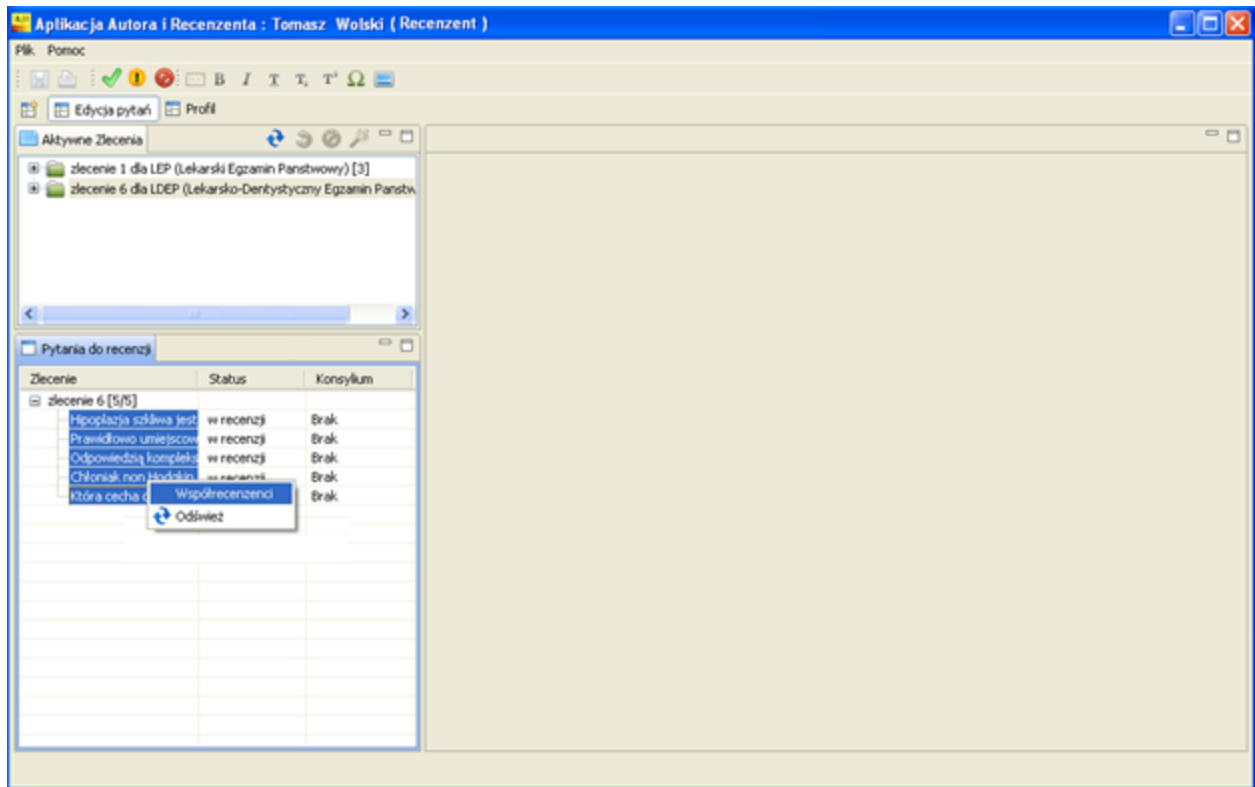 Aplikacja Autora i Recenzenta : Tomasz Wolski ( Recenzent )
Plik Pomoc
B I T T, T² Ω
Edycja pytań Profil
Aktywne Zlecenia
zlecenie 1 dla LEP (Lekarski Egzamin Panstwowy) [3]
zlecenie 6 dla LDEP (Lekarsko-Dentystyczny Egzamin Panstw
Pytania do recenzji
Zlecenie Status Konsylium
zlecenie 6 [5/5]
Hipoplazja szkliwa jest w recenzji Brak
Prawidłowo umiejscow w recenzji Brak
Odpowiedzią kompleks w recenzji Brak
Chłoniak non Hodgkin w recenzji Brak
Która cecha Brak
Współrecenzenci
Odśwież